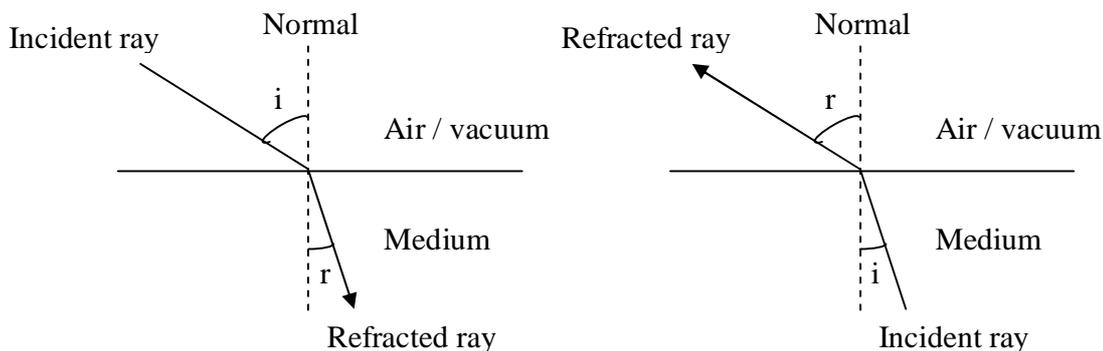 Normal
Incident ray
i
Air / vacuum
Medium
r
Refracted ray
Normal
Refracted ray
r
Air / vacuum
Medium
i
Incident ray